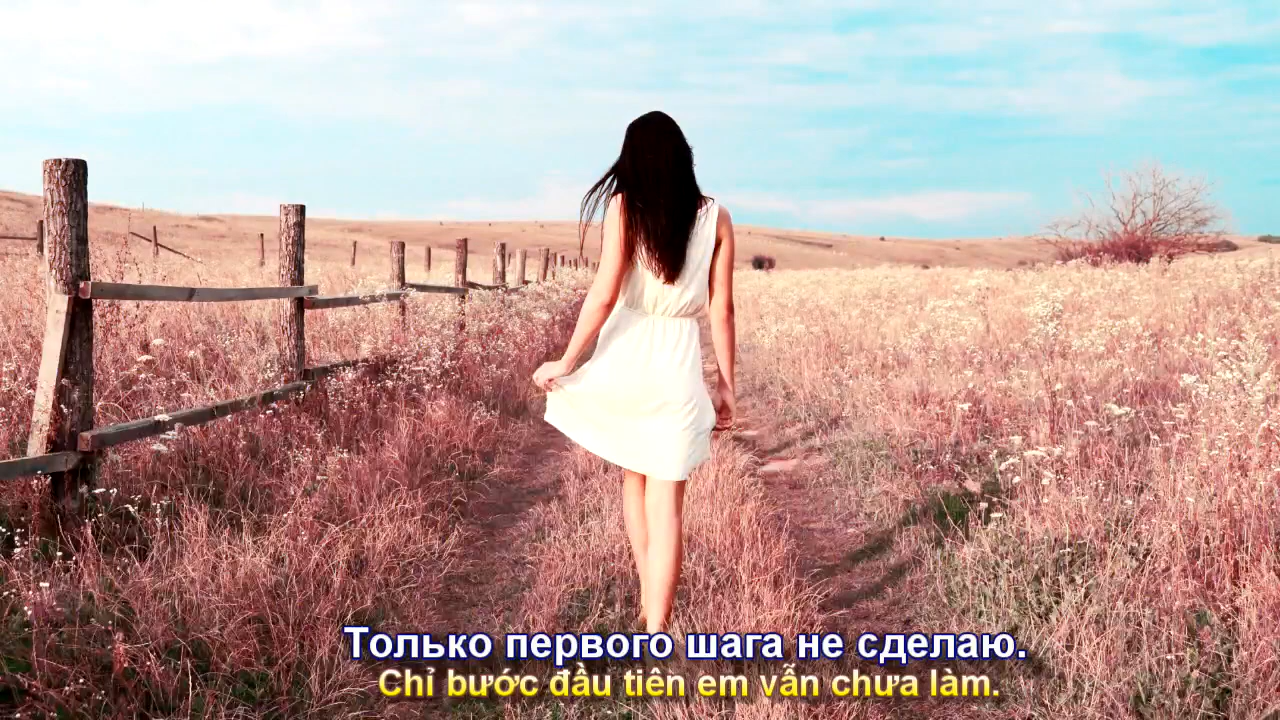 Только первого шага не сделаю.
Chỉ bước đầu tiên em vẫn chưa làm.